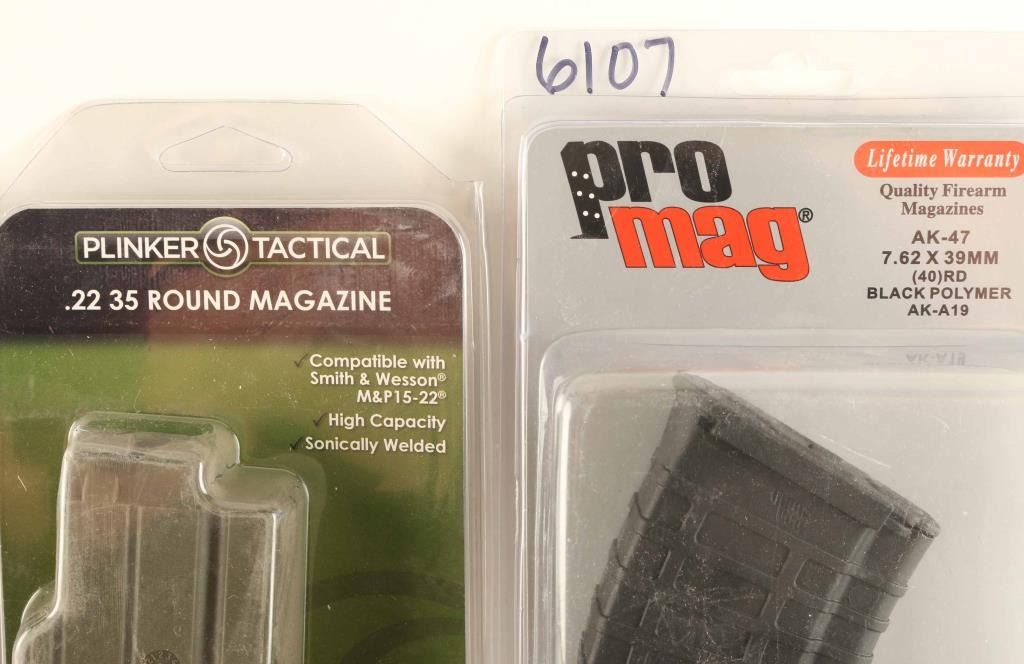 PLINKER TACTICAL
.22 35 ROUND MAGAZINE
✓Compatible with
Smith & Wesson®
M&P15-22®
✓High Capacity
✓Sonically Welded
6107
pro
mag®
Lifetime Warranty
Quality Firearm
Magazines
AK-47
7.62 X 39MM
(40)RD
BLACK POLYMER
AK-A19